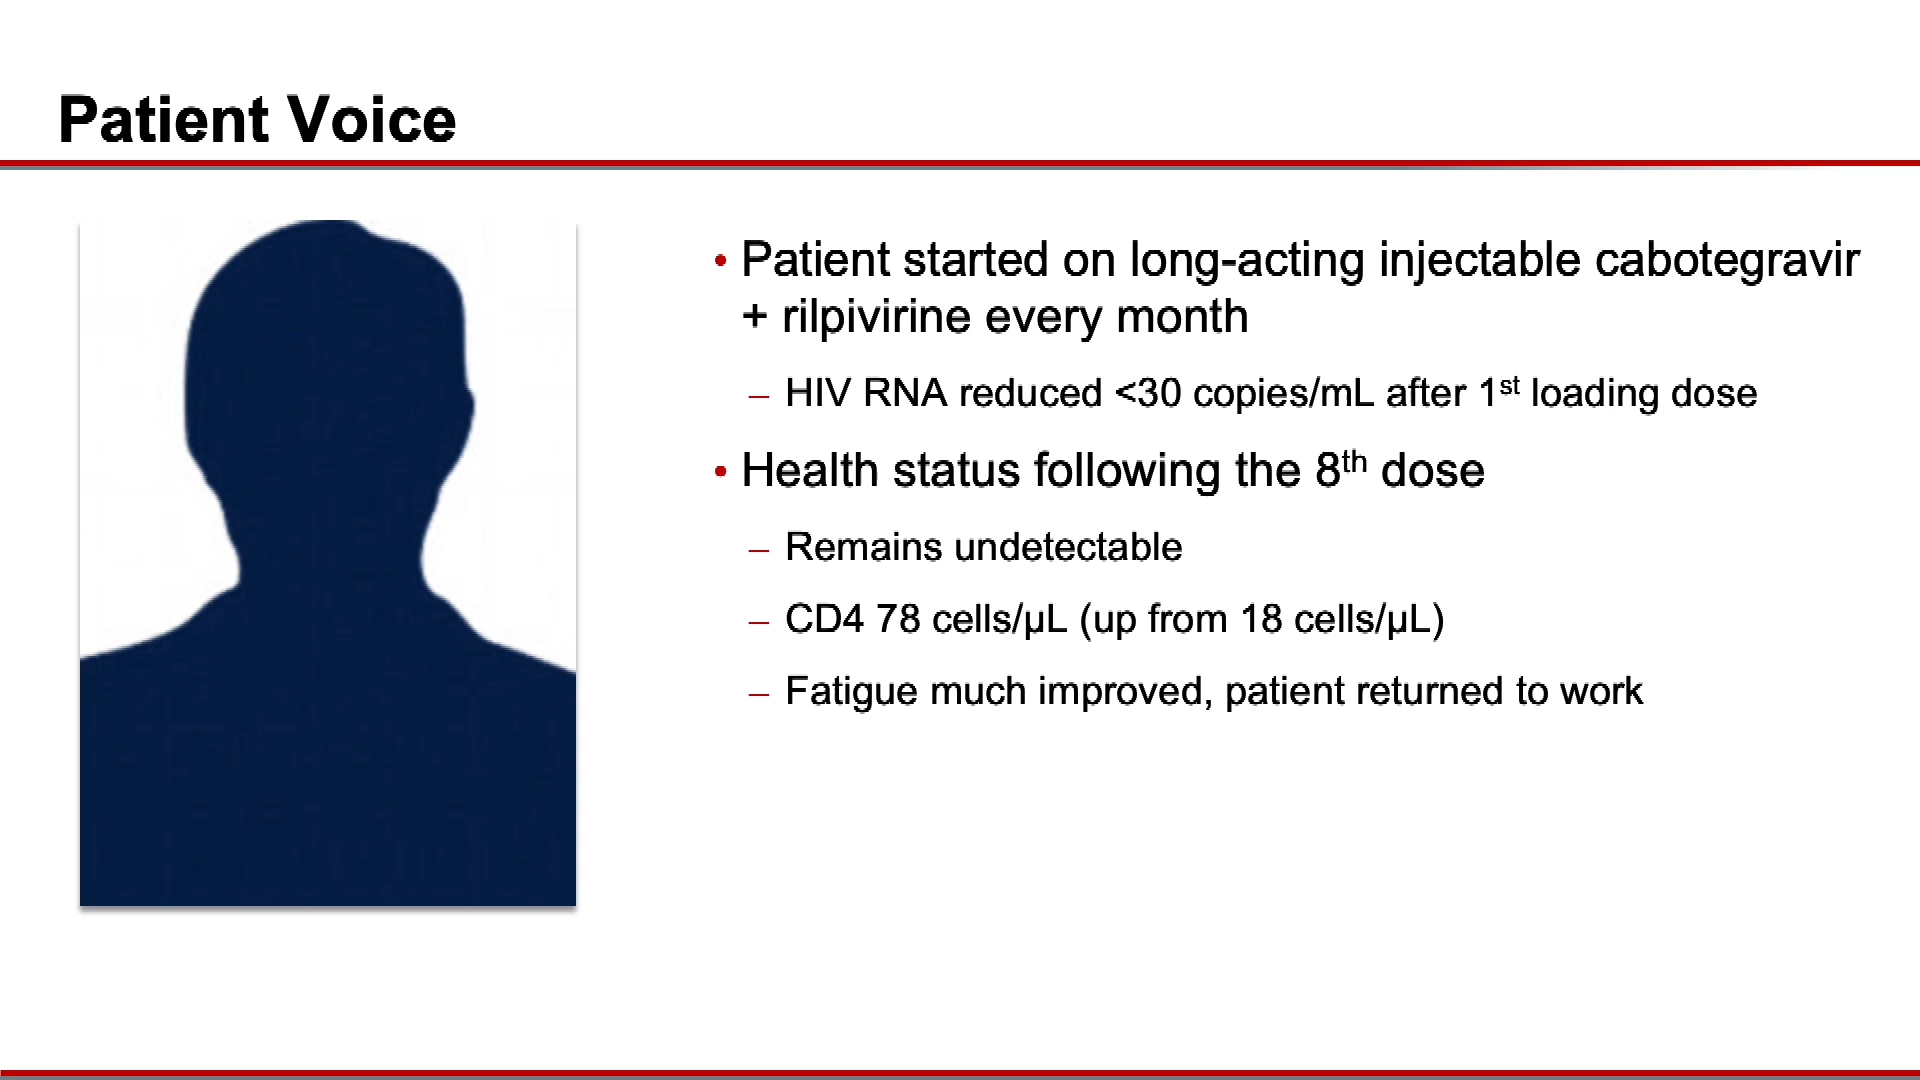 Patient Voice
• Patient started on long-acting injectable cabotegravir
+ rilpivirine every month
– HIV RNA reduced <30 copies/mL after 1st loading dose
• Health status following the 8th dose
– Remains undetectable
– CD4 78 cells/µL (up from 18 cells/µL)
– Fatigue much improved, patient returned to work